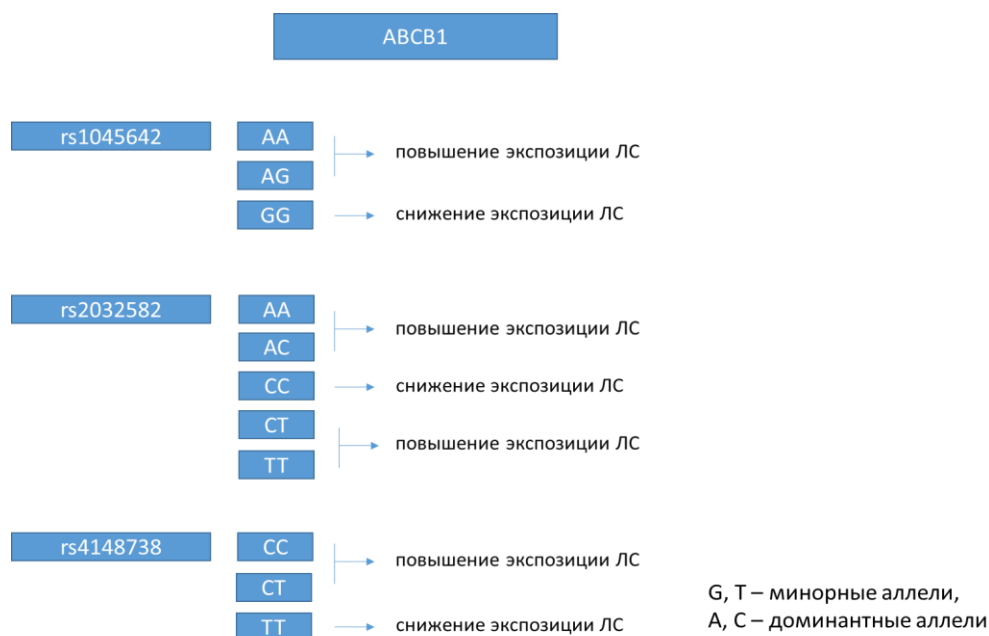 ABCB1
rs1045642
AA
AG
GG
повышение экспозиции ЛС
снижение экспозиции ЛС
rs2032582
AA
AC
CC
CT
TT
повышение экспозиции ЛС
снижение экспозиции ЛС
повышение экспозиции ЛС
rs4148738
CC
CT
TT
повышение экспозиции ЛС
снижение экспозиции ЛС
G, T – минорные аллели,
A, C – доминантные аллели